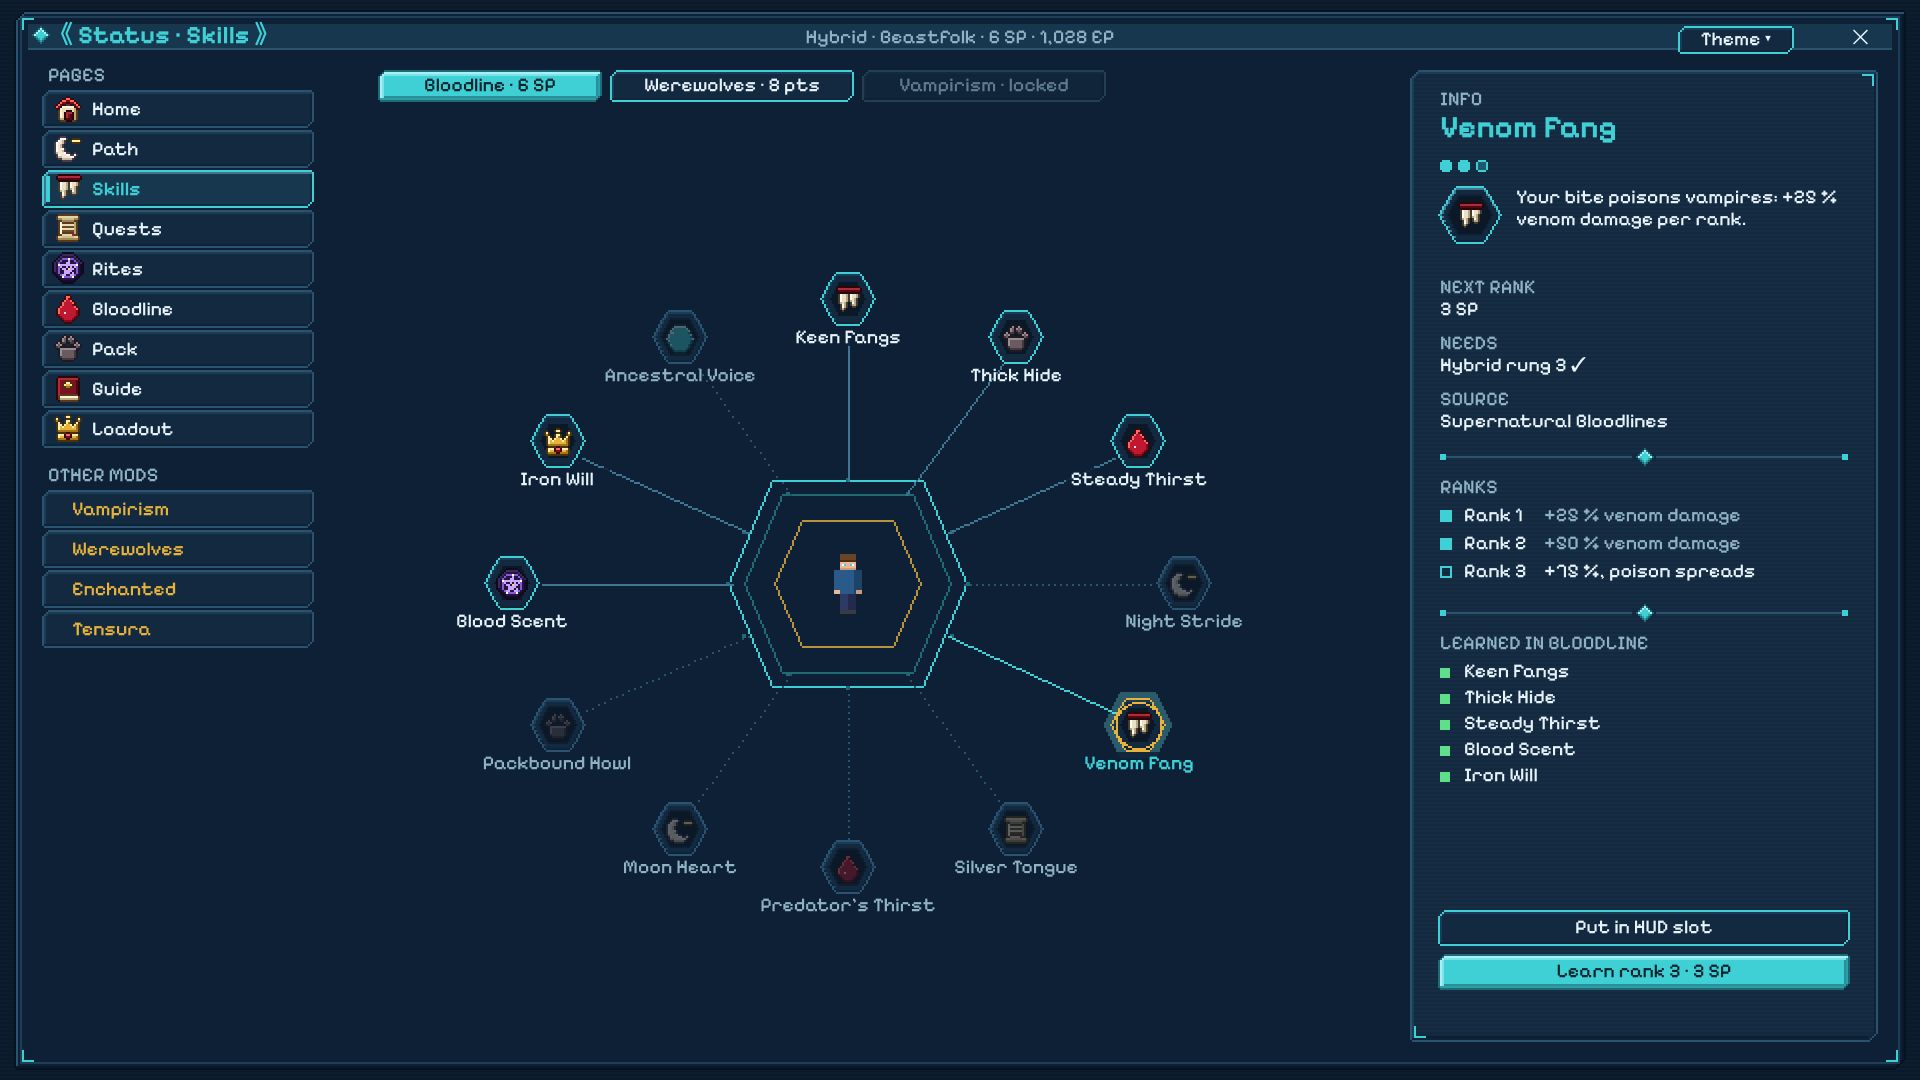 《Status · Skills》
Hybrid · Beastfolk · 6 SP · 1,028 EP
Theme ▾
PAGES
Home
Path
Skills
Quests
Rites
Bloodline
Pack
Guide
Loadout
OTHER MODS
Vampirism
Werewolves
Enchanted
Tensura
Bloodline · 6 SP
Werewolves · 8 pts
Vampirism · locked
Keen Fangs
Ancestral Voice
Thick Hide
Iron Will
Steady Thirst
Blood Scent
Night Stride
Packbound Howl
Venom Fang
Moon Heart
Silver Tongue
Predator's Thirst
INFO
Venom Fang
Your bite poisons vampires: +25 %
venom damage per rank.
NEXT RANK
3 SP
NEEDS
Hybrid rung 3 ✓
SOURCE
Supernatural Bloodlines
RANKS
Rank 1 +25 % venom damage
Rank 2 +50 % venom damage
Rank 3 +75 %, poison spreads
LEARNED IN BLOODLINE
Keen Fangs
Thick Hide
Steady Thirst
Blood Scent
Iron Will
Put in HUD slot
Learn rank 3 · 3 SP